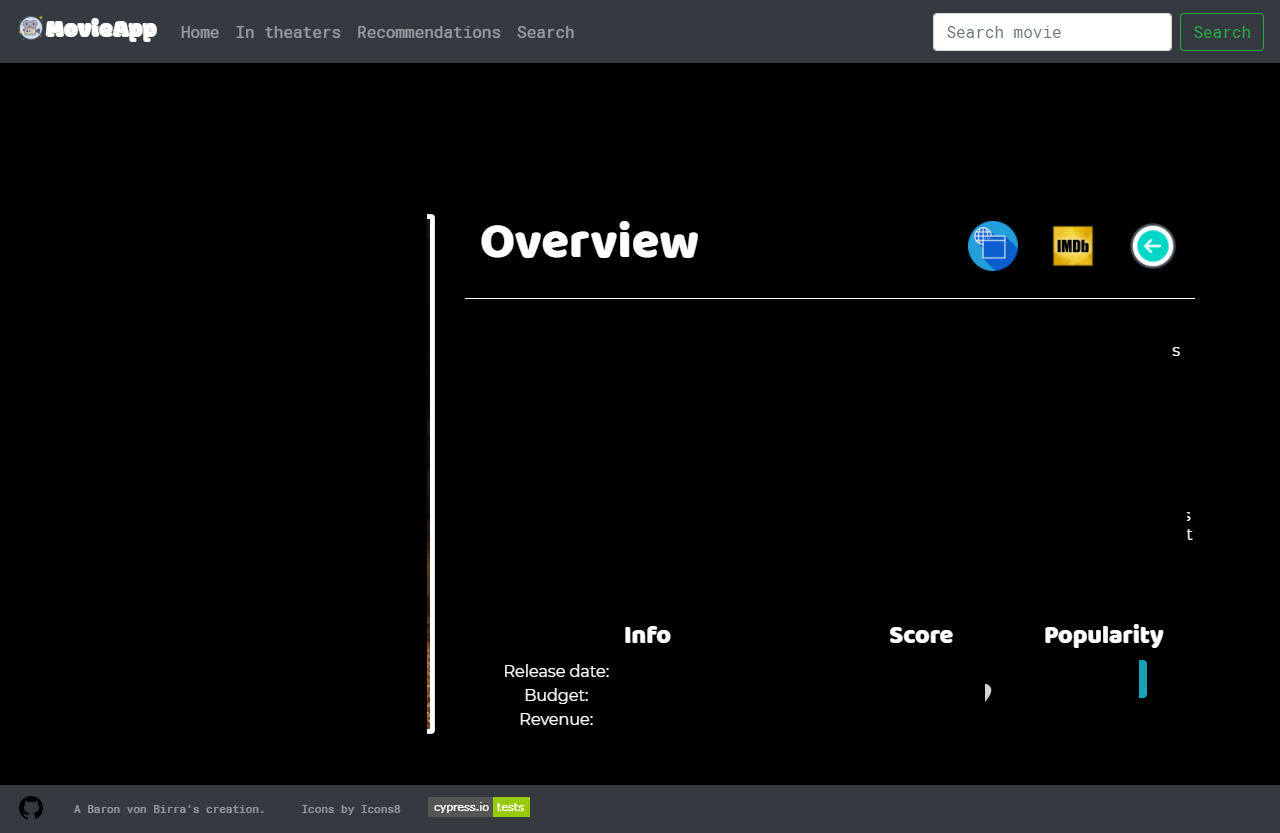 MovieApp Home In theaters Recommendations Search Search movie Search
Overview IMDb
s
s
t
Info Score Popularity
Release date:
Budget:
Revenue:
A Baron von Birra's creation. Icons by Icons8 cypress.io tests